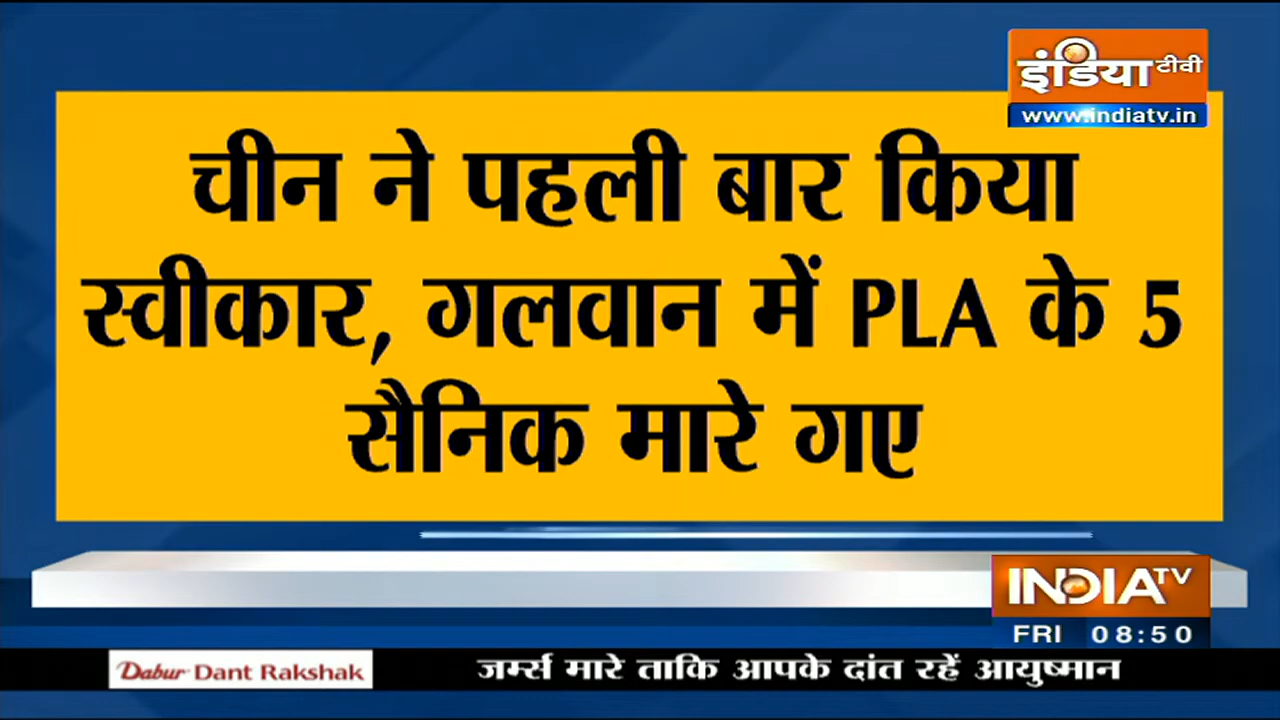 इंडिया टीवी
www.indiatv.in
चीन ने पहली बार किया
स्वीकार, गलवान में PLA के 5
सैनिक मारे गए
INDIA TV
FRI 08:50
Dabur Dant Rakshak
जर्म्स मारे ताकि आपके दांत रहें आयुष्मान